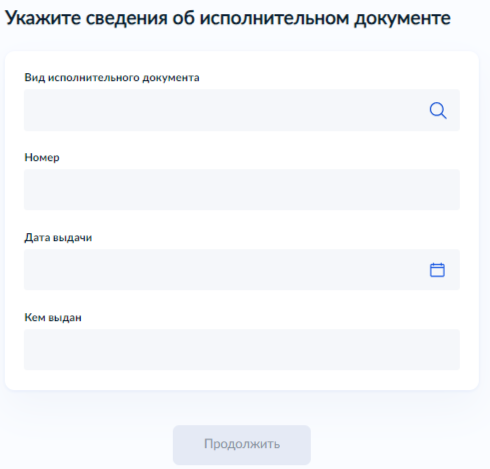 Укажите сведения об исполнительном документе
Вид исполнительного документа
Номер
Дата выдачи
Кем выдан
Продолжить